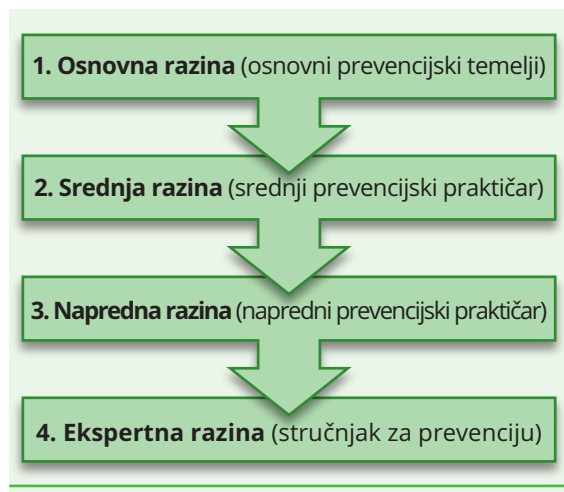 1. Osnovna razina (osnovni prevencijski temelji)
2. Srednja razina (srednji prevencijski praktičar)
3. Napredna razina (napredni prevencijski praktičar)
4. Ekspertna razina (stručnjak za prevenciju)